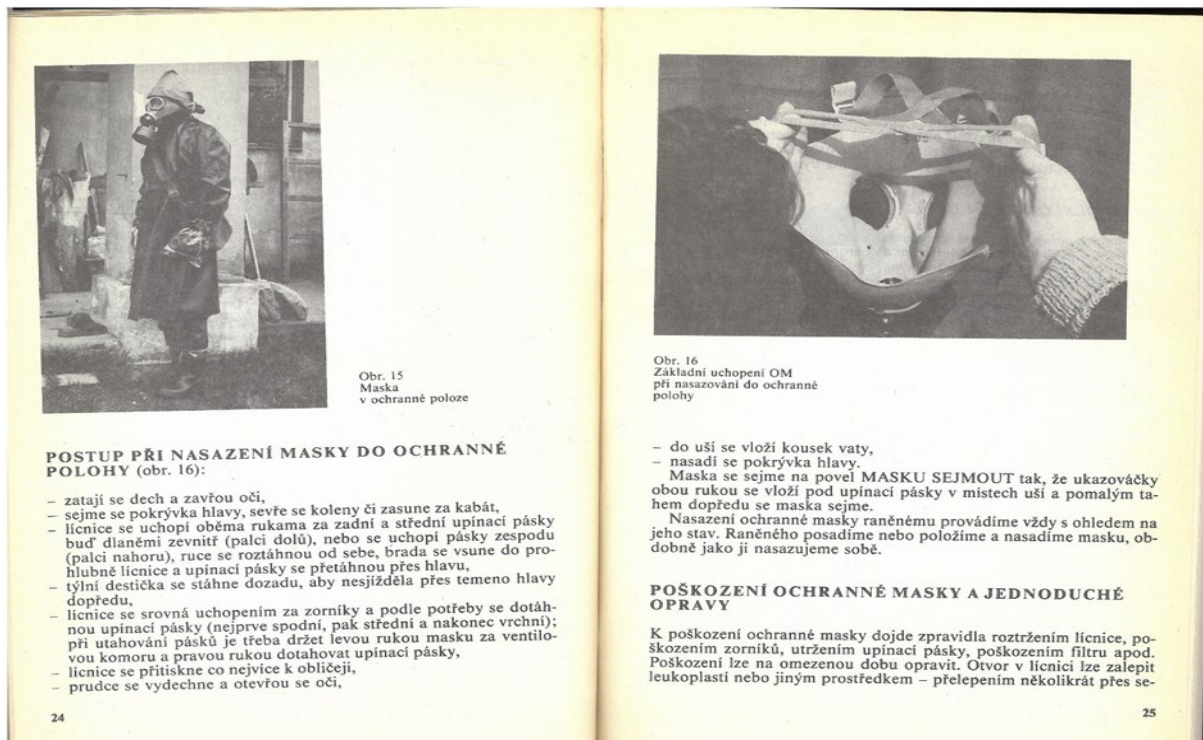 Obr. 15
Maska
v ochranné poloze
POSTUP PŘI NASAZENÍ MASKY DO OCHRANNÉ
POLOHY (obr. 16):
– zatají se dech a zavřou oči,
– sejme se pokrývka hlavy, sevře se koleny či zasune za kabát,
– lícnice se uchopí oběma rukama za zadní a střední upínací pásky
buď dlaněmi zevnitř (palci dolů), nebo se uchopí pásky zespodu
(palci nahoru), ruce se roztáhnou od sebe, brada se vsune do pro-
hlubně lícnice a upínací pásky se přetáhnou přes hlavu,
– týlní destička se stáhne dozadu, aby nesjížděla přes temeno hlavy
dopředu,
– lícnice se srovná uchopením za zorníky a podle potřeby se dotáh-
nou upínací pásky (nejprve spodní, pak střední a nakonec vrchní);
při utahování pásků je třeba držet levou rukou masku za ventilo-
vou komoru a pravou rukou dotahovat upínací pásky,
– lícnice se přitiskne co nejvíce k obličeji,
– prudce se vydechne a otevřou se oči,
24
Obr. 16
Základní uchopení OM
při nasazování do ochranné
polohy
– do uší se vloží kousek vaty,
– nasadí se pokrývka hlavy.
Maska se sejme na povel MASKU SEJMOUT tak, že ukazováčky
obou rukou se vloží pod upínací pásky v místech uší a pomalým ta-
hem dopředu se maska sejme.
Nasazení ochranné masky raněnému provádíme vždy s ohledem na
jeho stav. Raněného posadíme nebo položíme a nasadíme masku, ob-
dobně jako ji nasazujeme sobě.
POŠKOZENÍ OCHRANNÉ MASKY A JEDNODUCHÉ
OPRAVY
K poškození ochranné masky dojde zpravidla roztržením lícnice, po-
škozením zorníků, utržením upínací pásky, poškozením filtru apod.
Poškození lze na omezenou dobu opravit. Otvor v lícnici lze zalepit
leukoplastí nebo jiným prostředkem – přelepením několikrát přes se-
25